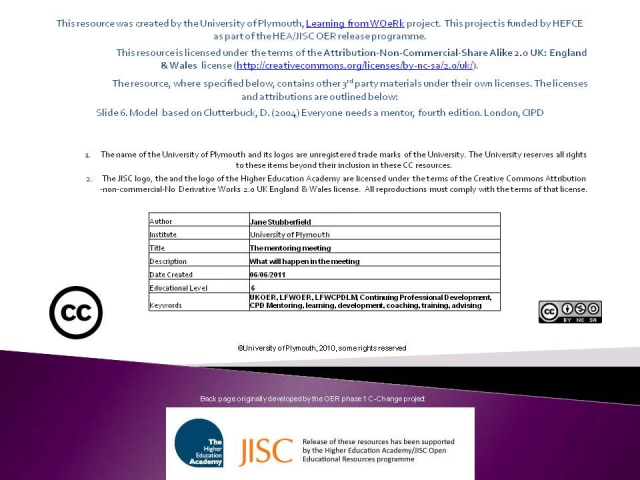 This resource was created by the University of Plymouth, Learning from WOeRk project. This project is funded by HEFCE
as part of the HEA/JISC OER release programme.
This resource is licensed under the terms of the Attribution-Non-Commercial-Share Alike 2.0 UK: England
& Wales license (http://creativecommons.org/licenses/by-nc-sa/2.0/uk/).
The resource, where specified below, contains other 3rd party materials under their own licenses. The licenses
and attributions are outlined below:
Slide 6. Model based on Clutterbuck, D. (2004) Everyone needs a mentor, fourth edition. London, CIPD
1. The name of the University of Plymouth and its logos are unregistered trade marks of the University. The University reserves all rights
to these items beyond their inclusion in these CC resources.
2. The JISC logo, the and the logo of the Higher Education Academy are licensed under the terms of the Creative Commons Attribution
-non-commercial-No Derivative Works 2.0 UK England & Wales license. All reproductions must comply with the terms of that license.
Author Jane Stubberfield
Institute University of Plymouth
Title The mentoring meeting
Description What will happen in the meeting
Date Created 06/06/2011
Educational Level 6
Keywords UKOER, LFWOER, LFWCPDLM, Continuing Professional Development,
CPD Mentoring, learning, development, coaching, training, advising
cc
cc BY NC SA
©University of Plymouth, 2010, some rights reserved
Back page originally developed by the OER phase 1 C-Change project
The
Higher
Education
Academy
JISC
Release of these resources has been supported
by the Higher Education Academy/JISC Open
Educational Resources programme